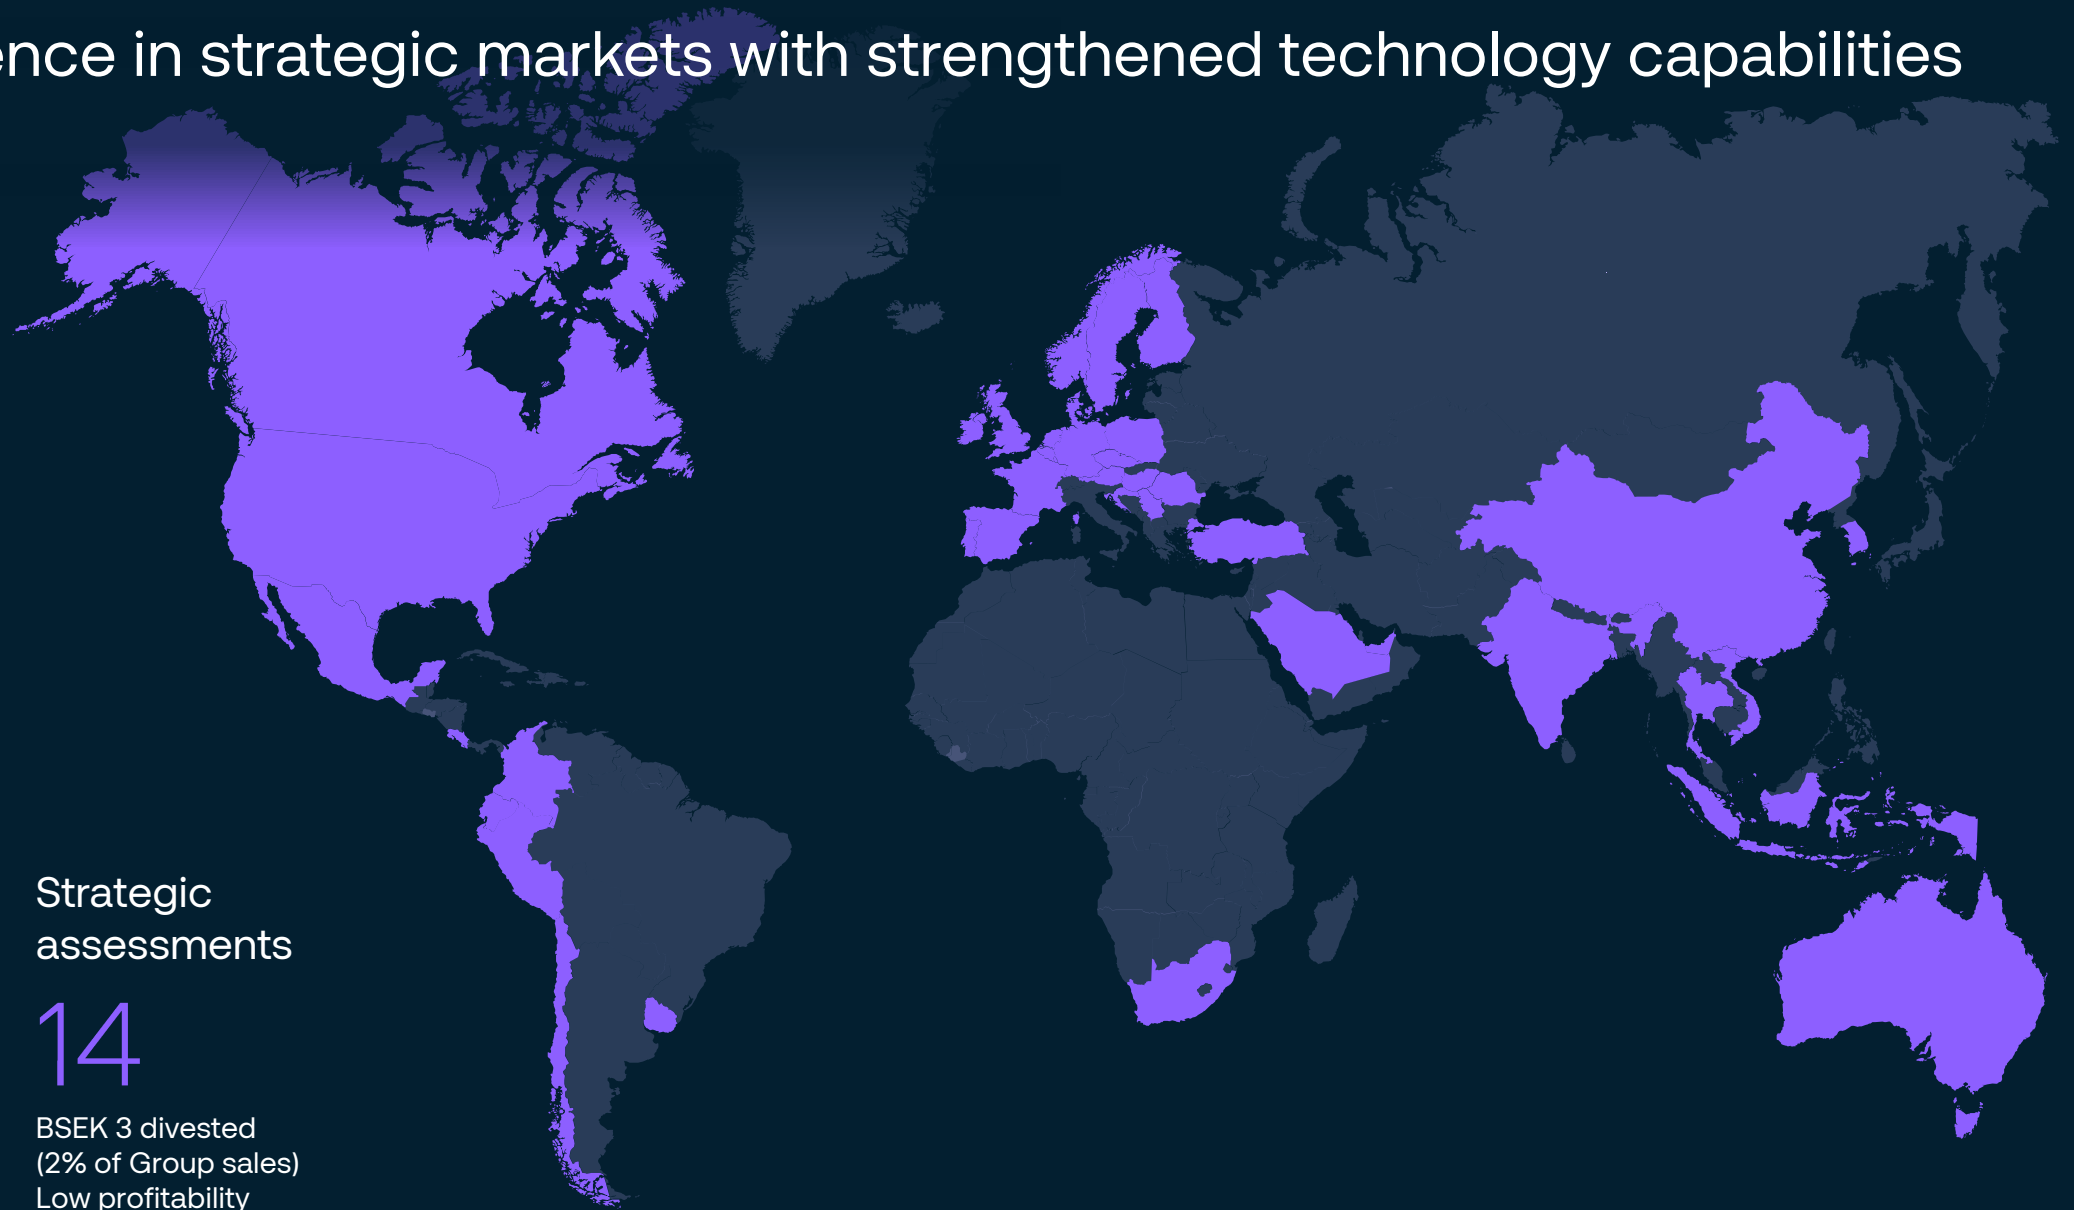 in strategic markets with strengthened technology capabilities
Strategic
assessments
14
BSEK 3 divested
(2% of Group sales)
Low profitability